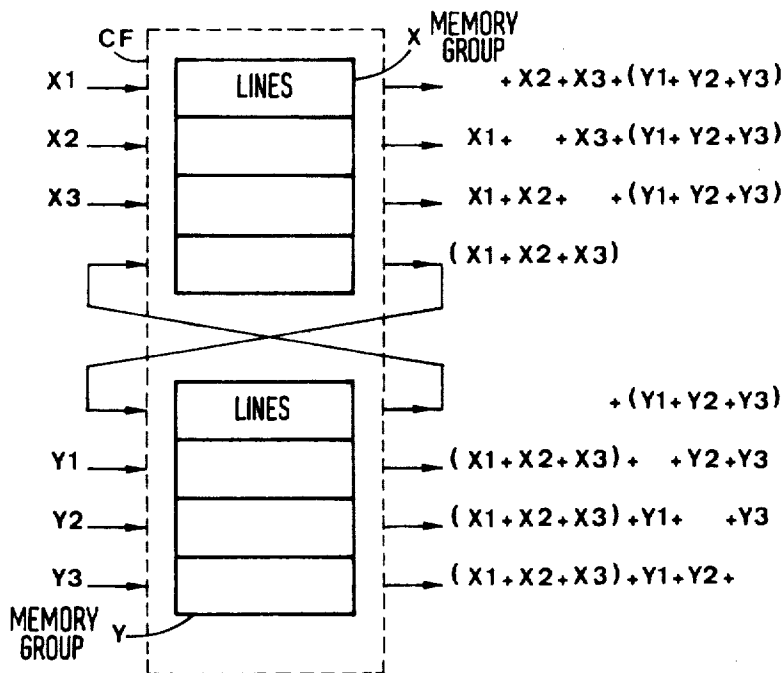 CF
X MEMORY
GROUP
X1 LINES + X2 + X3 + (Y1 + Y2 + Y3)
X2 X1 + + X3 + (Y1 + Y2 + Y3)
X3 X1 + X2 + + (Y1 + Y2 + Y3)
(X1 + X2 + X3)
LINES + (Y1 + Y2 + Y3)
Y1 (X1 + X2 + X3) + + Y2 + Y3
Y2 (X1 + X2 + X3) + Y1 + + Y3
Y3 (X1 + X2 + X3) + Y1 + Y2 +
MEMORY
GROUP Y